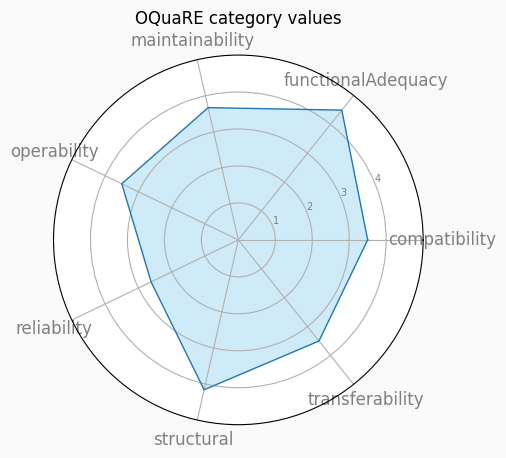 OQuaRE category values
maintainability
functionalAdequacy
operability
4
3
2
1
compatibility
reliability
transferability
structural